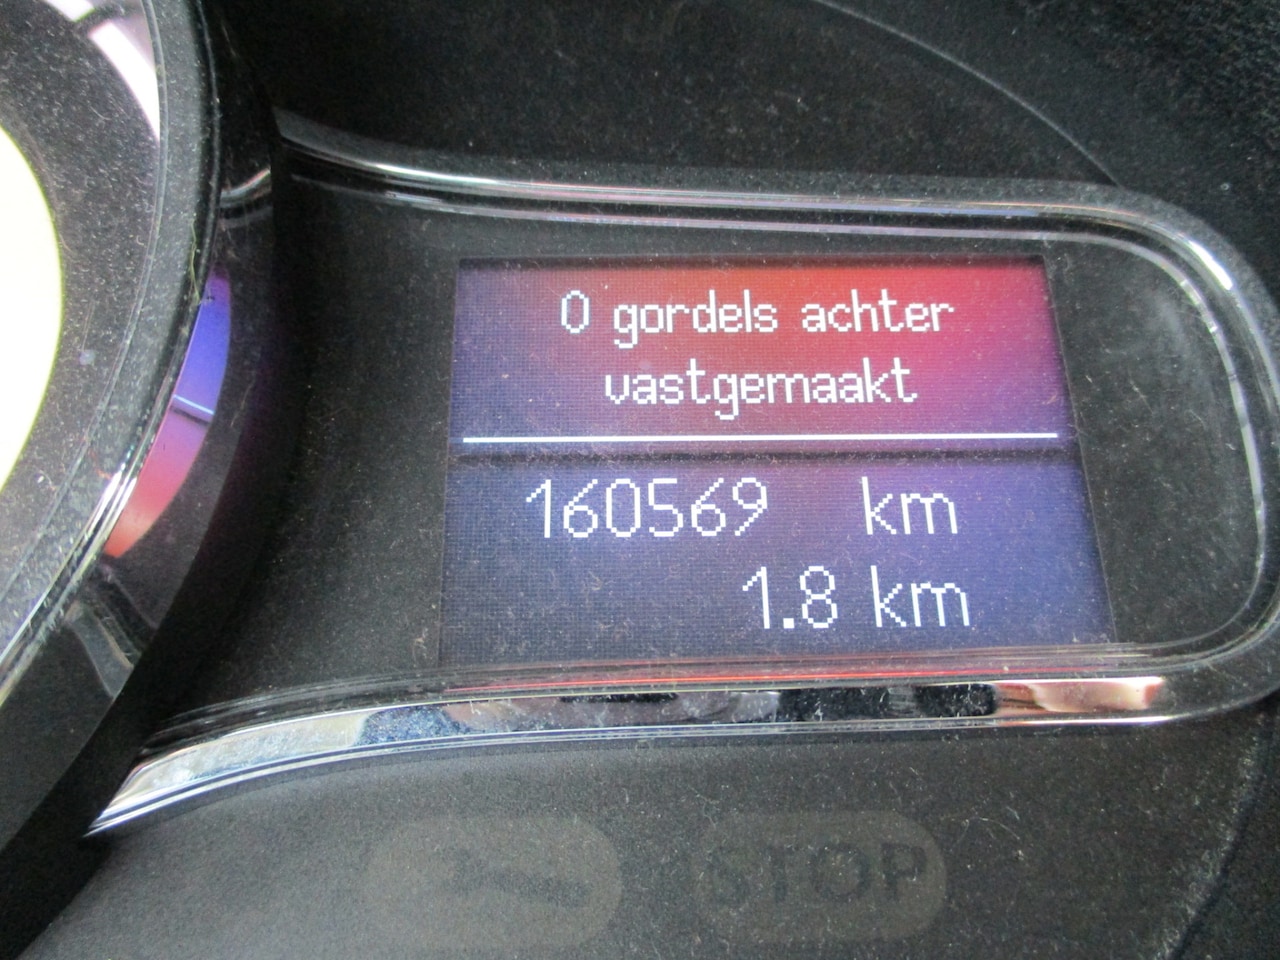 0 gordels achter
vastgemaakt
160569 km
1.8 km
STOP